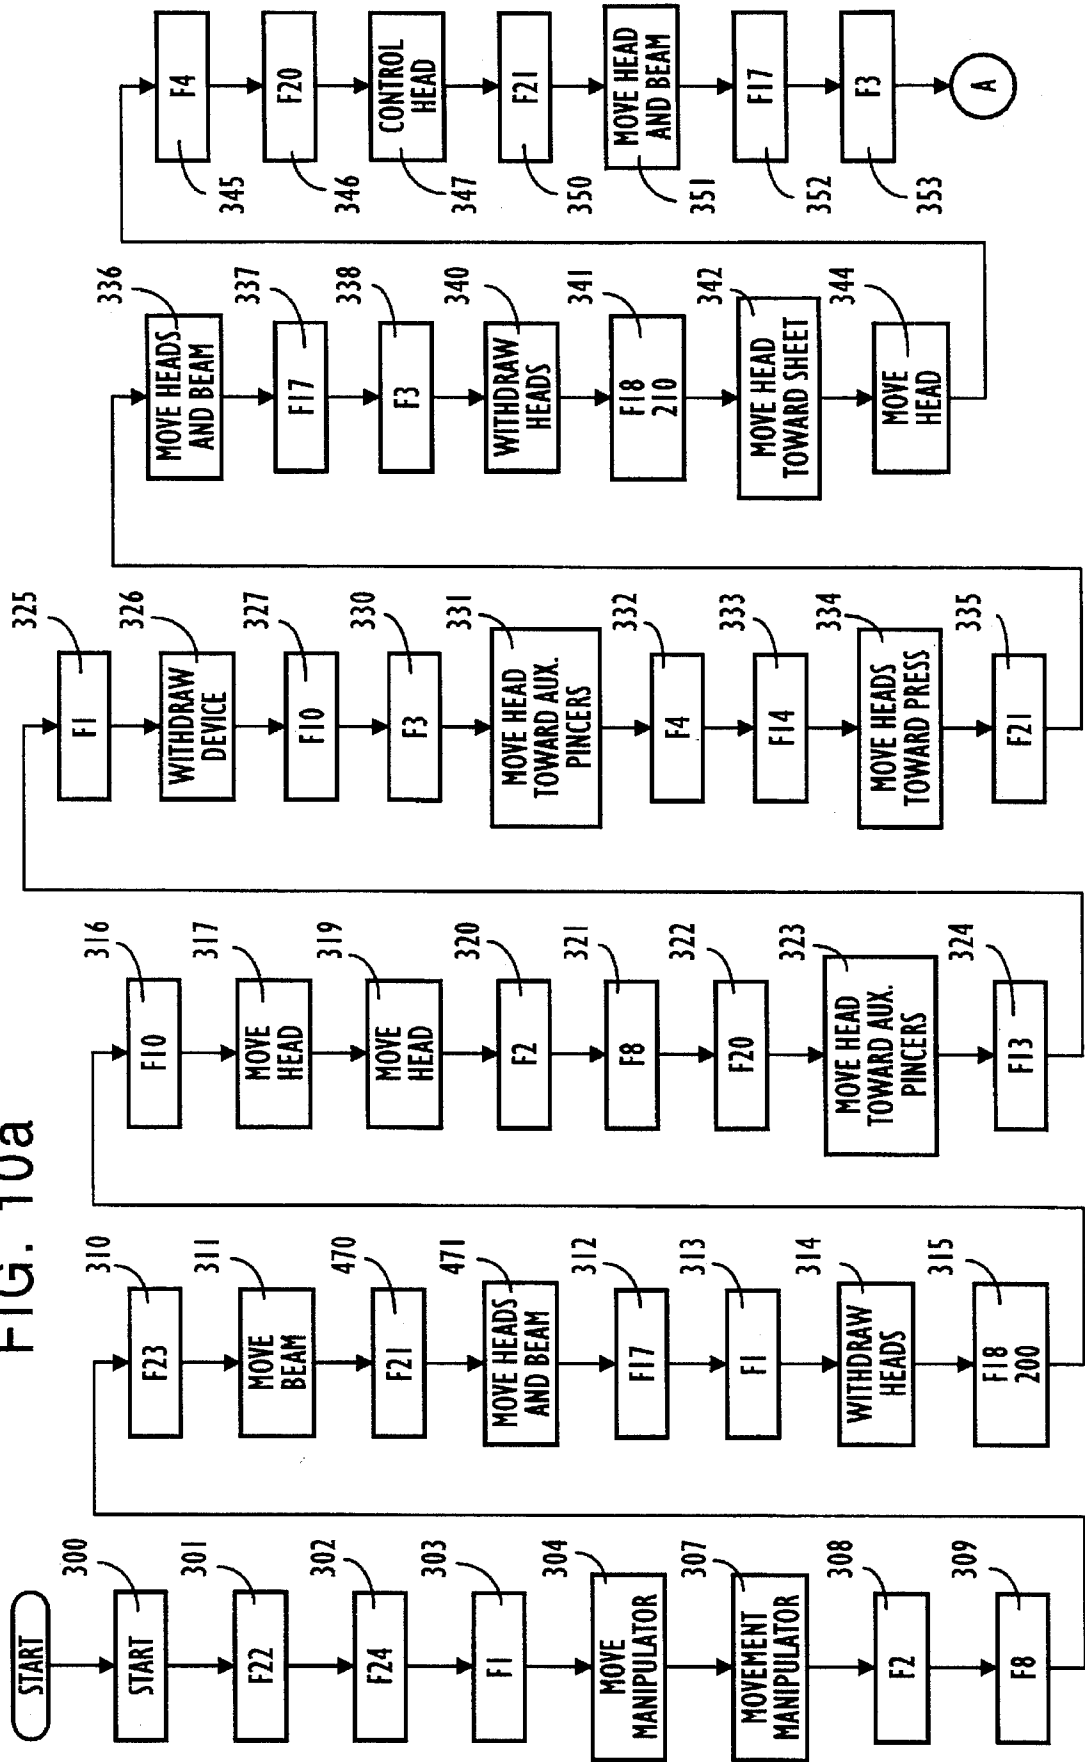 FIG. 10a
START
300
START
301
F22
302
F24
303
F1
304
MOVE
MANIPULATOR
307
MOVEMENT
MANIPULATOR
308
F2
309
F8
310
F23
311
MOVE
BEAM
470
F21
471
MOVE HEADS
AND BEAM
312
F17
313
F1
314
WITHDRAW
HEADS
315
F18
200
316
F10
317
MOVE
HEAD
319
MOVE
HEAD
320
F2
321
F8
322
F20
323
MOVE HEAD
TOWARD AUX.
PINCERS
324
F13
325
F1
326
WITHDRAW
DEVICE
327
F10
330
F3
331
MOVE HEAD
TOWARD AUX.
PINCERS
332
F4
333
F14
334
MOVE HEADS
TOWARD PRESS
335
F21
336
MOVE HEADS
AND BEAM
337
F17
338
F3
340
WITHDRAW
HEADS
341
F18
210
342
MOVE HEAD
TOWARD SHEET
344
MOVE
HEAD
345
F4
346
F20
347
CONTROL
HEAD
350
F21
351
MOVE HEAD
AND BEAM
352
F17
353
F3
A